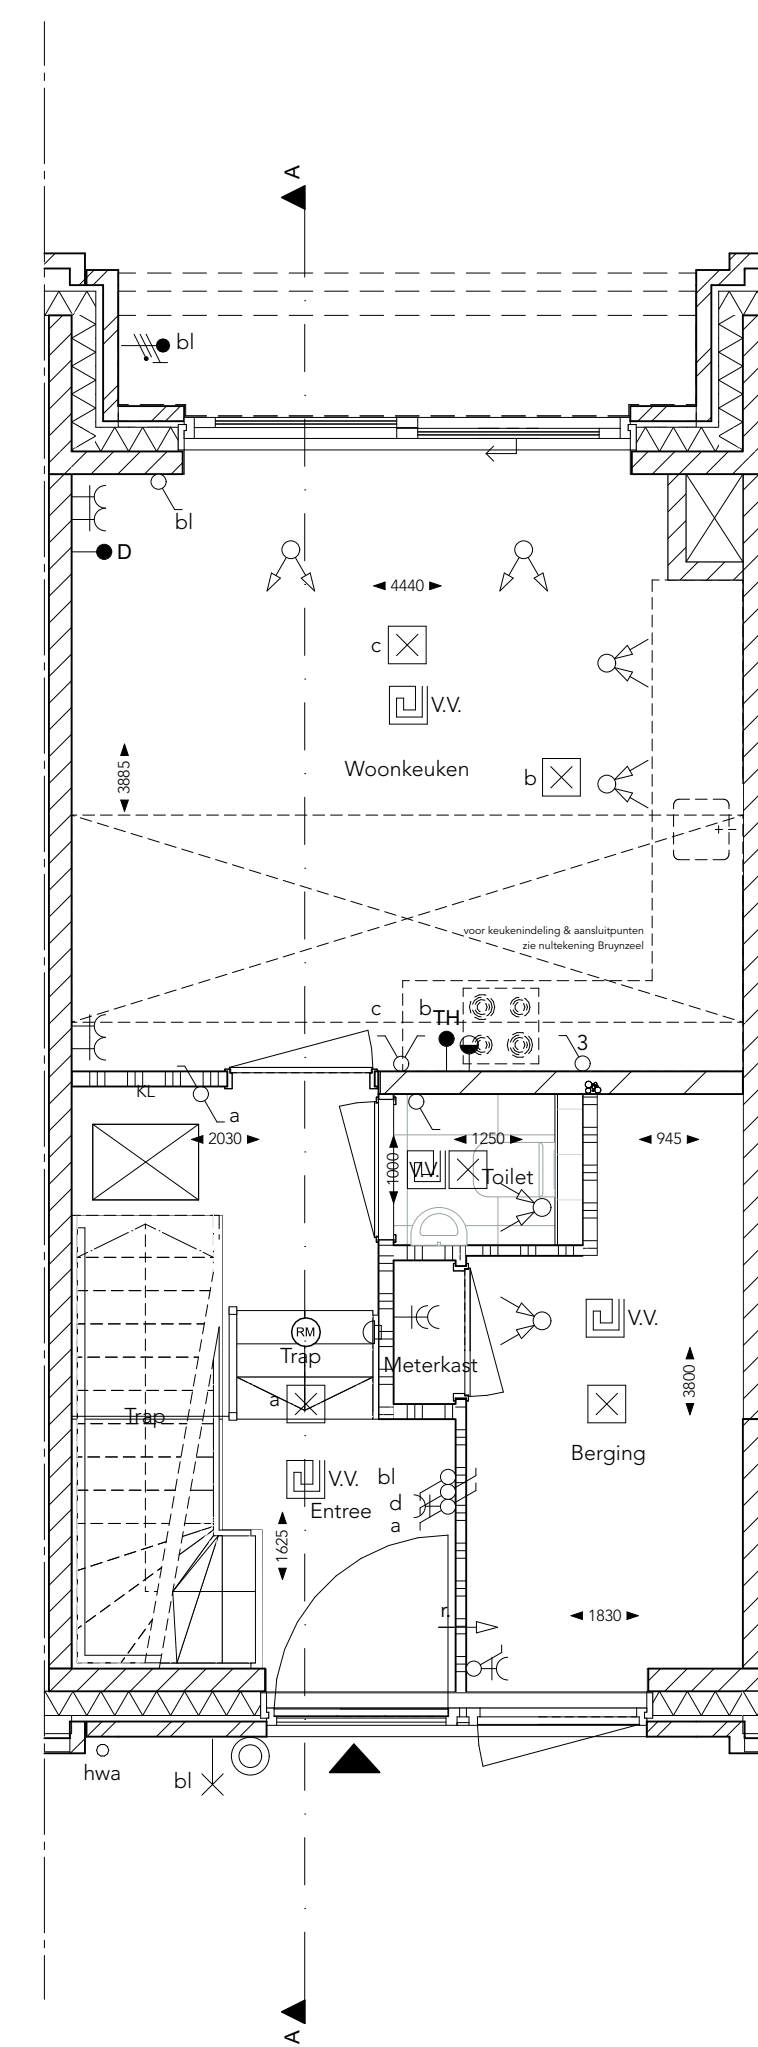 A
bl
bl
D
4440
c
V.V.
Woonkeuken
b
3885
voor keukenindeling & aansluitpunten
zie nultekening Bruynzeel
c
b
TH
3
KL
a
2030
1250
945
1000
V.V.
Toilet
V.V.
RM
Trap
Meterkast
3800
a
Trap
Berging
V.V.
bl
Entree
d
a
1625
r.
1830
hwa
bl
A